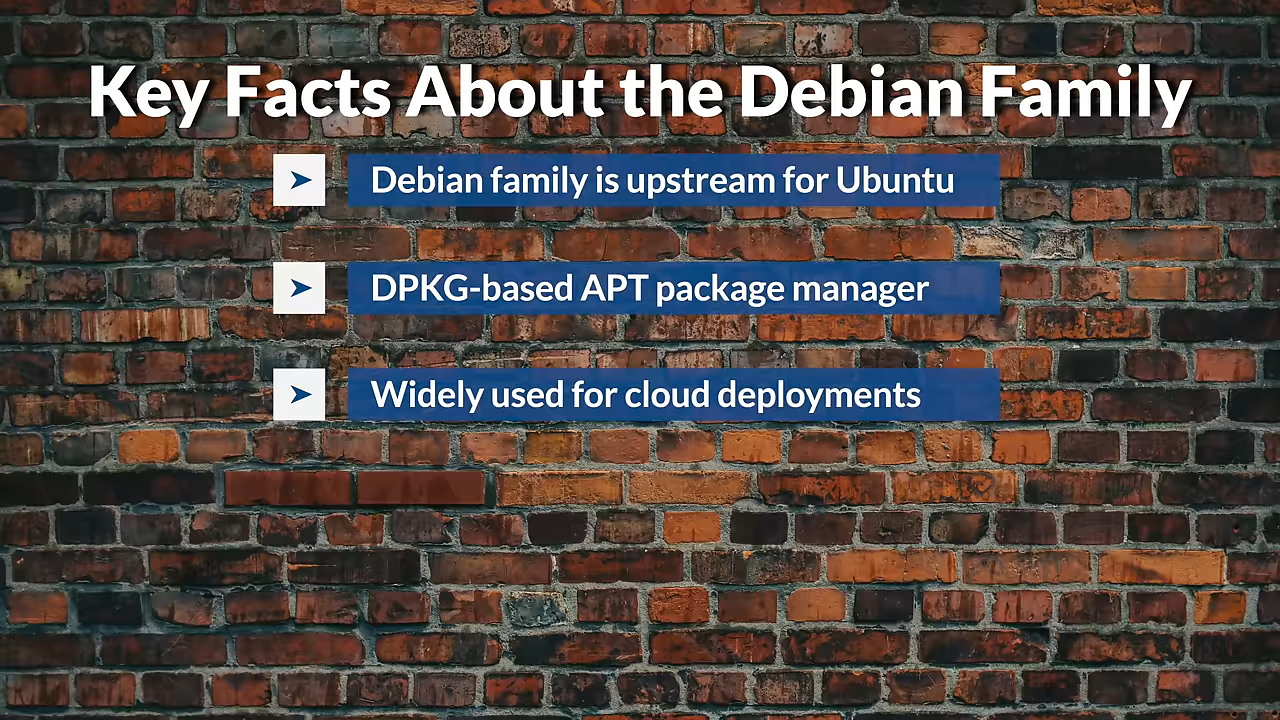 Key Facts About the Debian Family
Debian family is upstream for Ubuntu
DPKG-based APT package manager
Widely used for cloud deployments